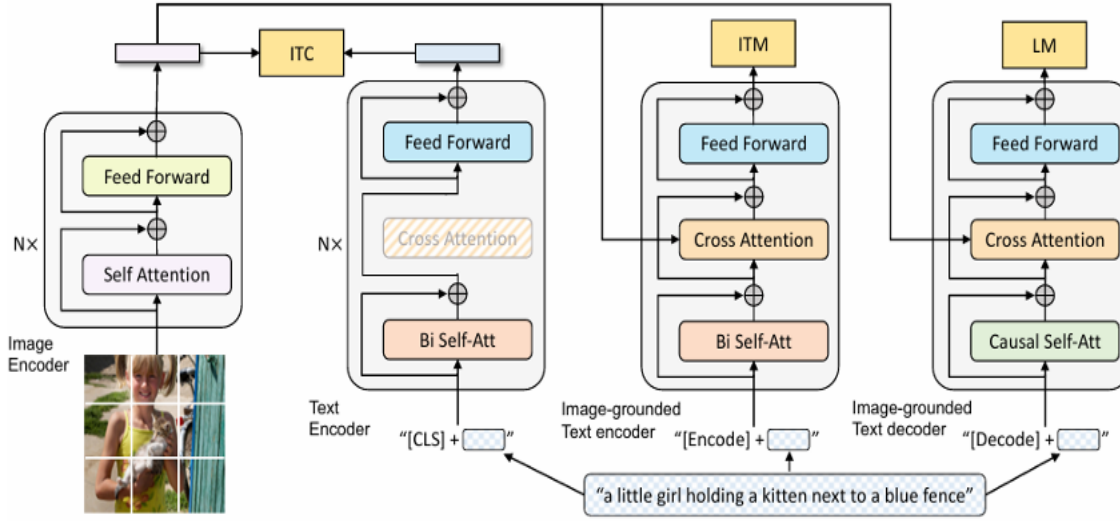 ITC
ITM
LM
Feed Forward
Self Attention
N×
Image
Encoder
Feed Forward
Cross Attention
Bi Self-Att
N×
Text
Encoder
"[CLS] + "
Feed Forward
Cross Attention
Bi Self-Att
Image-grounded
Text encoder
"[Encode] + "
Feed Forward
Cross Attention
Causal Self-Att
Image-grounded
Text decoder
"[Decode] + "
"a little girl holding a kitten next to a blue fence"